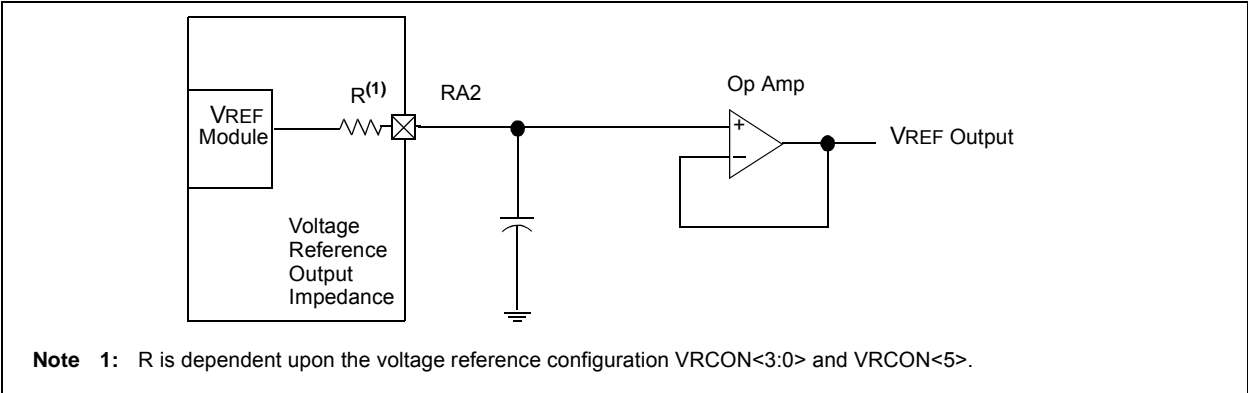 Op Amp
R(1)
RA2
VREF
Module
+
−
VREF Output
Voltage
Reference
Output
Impedance
Note 1: R is dependent upon the voltage reference configuration VRCON<3:0> and VRCON<5>.